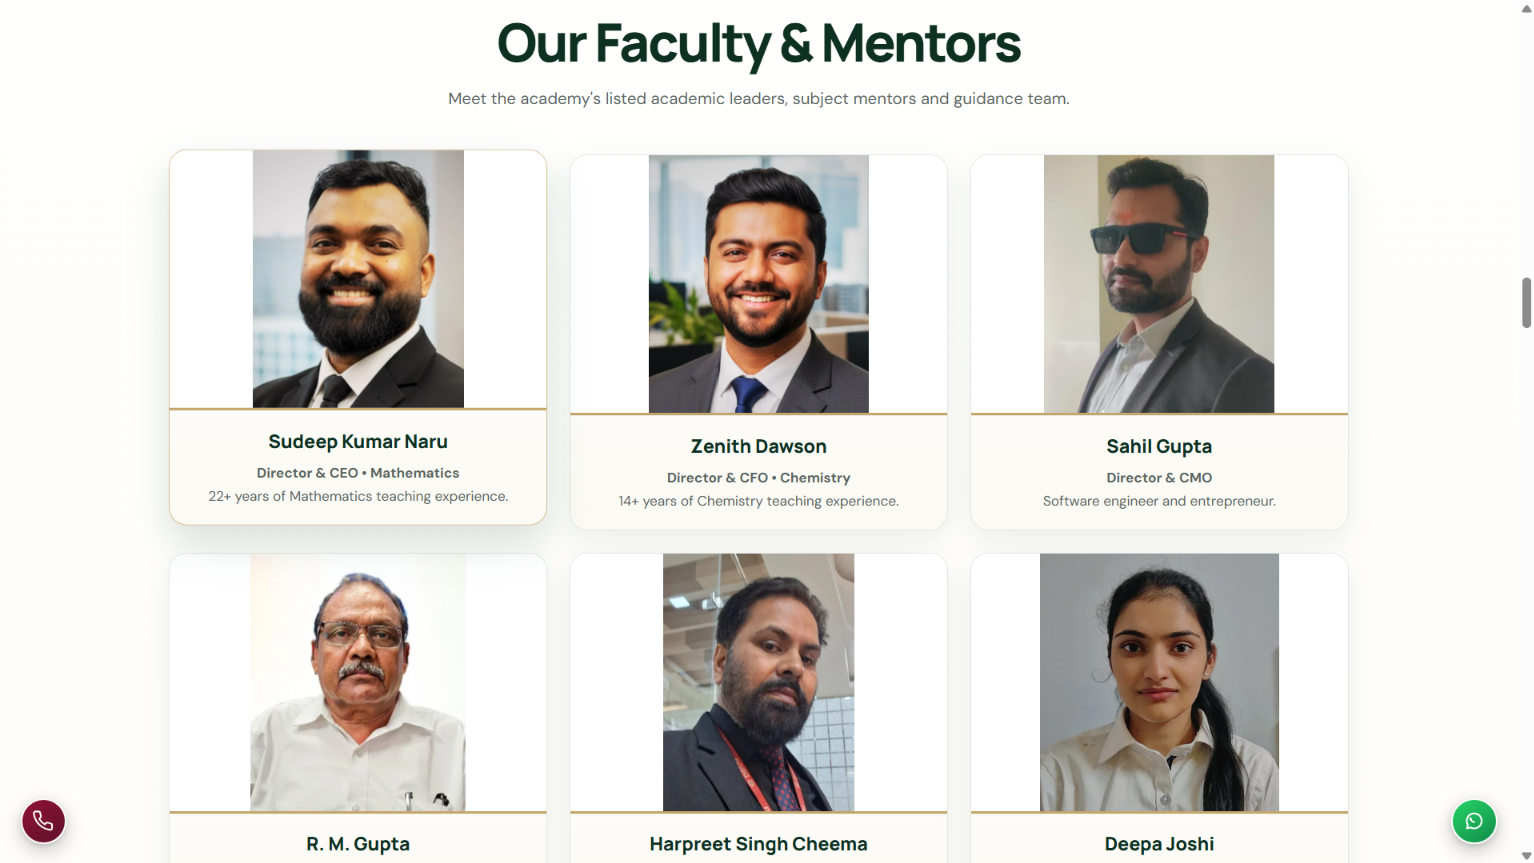 Our Faculty & Mentors
Meet the academy's listed academic leaders, subject mentors and guidance team.
Sudeep Kumar Naru
Director & CEO • Mathematics
22+ years of Mathematics teaching experience.
Zenith Dawson
Director & CFO • Chemistry
14+ years of Chemistry teaching experience.
Sahil Gupta
Director & CMO
Software engineer and entrepreneur.
R. M. Gupta
Harpreet Singh Cheema
Deepa Joshi